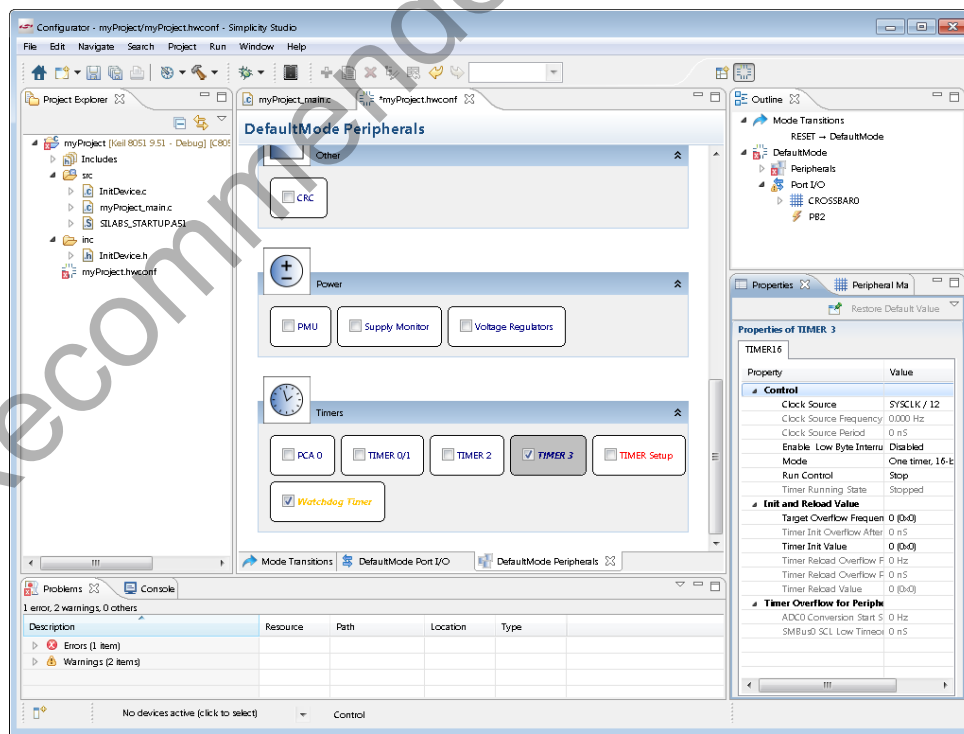 Configurator - myProject/myProject.hwconf - Simplicity Studio
File Edit Navigate Search Project Run Window Help
Project Explorer
myProject [Keil 8051 9.51 - Debug] [C805
Includes
src
InitDevice.c
myProject_main.c
SILABS_STARTUP.A51
inc
InitDevice.h
myProject.hwconf
myProject_main.c *myProject.hwconf
DefaultMode Peripherals
Other
CRC
Power
PMU Supply Monitor Voltage Regulators
Timers
PCA 0 TIMER 0/1 TIMER 2 TIMER 3 TIMER Setup
Watchdog Timer
Mode Transitions DefaultMode Port I/O DefaultMode Peripherals
Outline
Mode Transitions
RESET → DefaultMode
DefaultMode
Peripherals
Port I/O
CROSSBAR0
PB2
Properties Peripheral Ma
Restore Default Value
Properties of TIMER 3
TIMER16
Property Value
Control
Clock Source SYSCLK / 12
Clock Source Frequency 0.000 Hz
Clock Source Period 0 nS
Enable Low Byte Interru Disabled
Mode One timer, 16-b
Run Control Stop
Timer Running State Stopped
Init and Reload Value
Target Overflow Frequen 0 (0x0)
Timer Init Overflow After 0 nS
Timer Init Value 0 (0x0)
Timer Reload Overflow F 0 Hz
Timer Reload Overflow P 0 nS
Timer Reload Value 0 (0x0)
Timer Overflow for Periphe
ADC0 Conversion Start S 0 Hz
SMBus0 SCL Low Timeou 0 nS
Problems Console
1 error, 2 warnings, 0 others
Description Resource Path Location Type
Errors (1 item)
Warnings (2 items)
No devices active (click to select) Control
Recommende